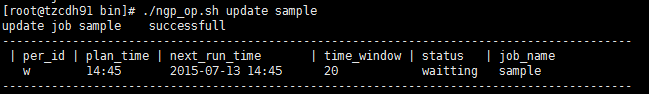 [root@tzcdh91 bin]# ./ngp_op.sh update sample
update job sample    successfull
--------------------------------------------------------------------------------
 | per_id | plan_time | next_run_time       | time_window | status   | job_name
   w        14:45       2015-07-13 14:45      20            waitting   sample
--------------------------------------------------------------------------------